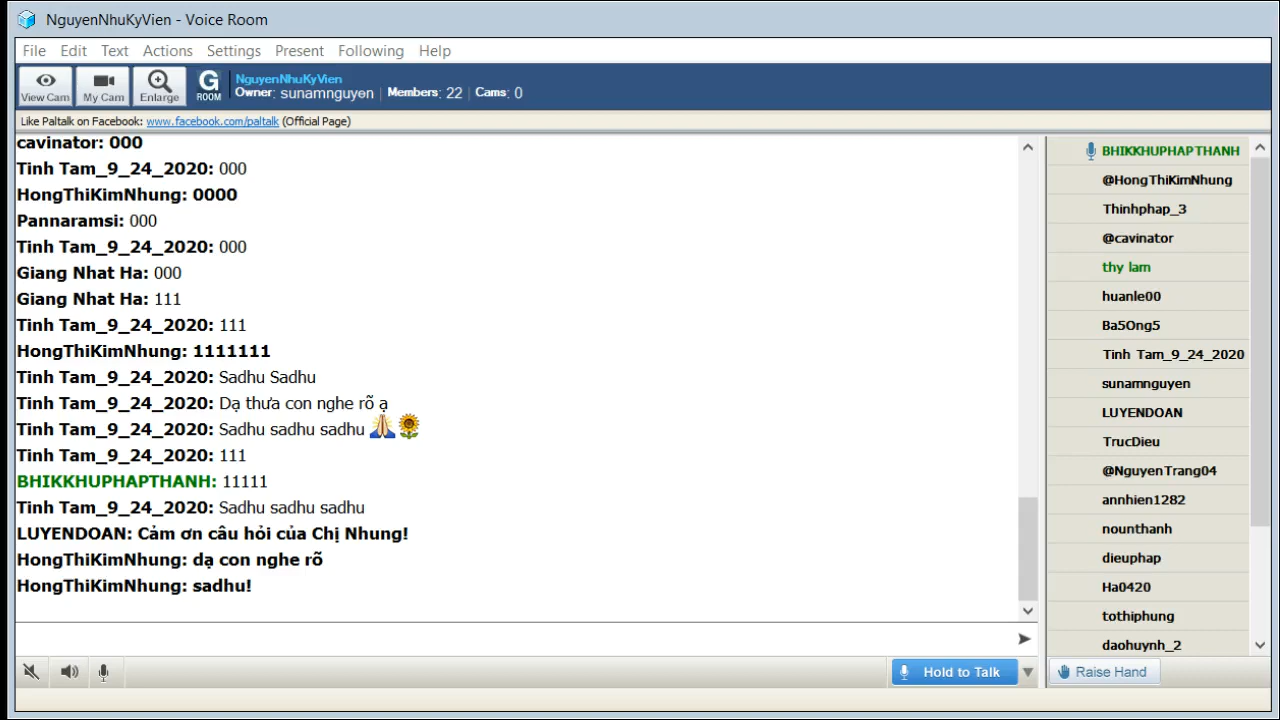 NguyenNhuKyVien - Voice Room
File Edit Text Actions Settings Present Following Help
View Cam My Cam Enlarge G ROOM
NguyenNhuKyVien
Owner: sunamnguyen Members: 22 Cams: 0
Like Paltalk on Facebook: www.facebook.com/paltalk (Official Page)
cavinator: 000
Tinh Tam_9_24_2020: 000
HongThiKimNhung: 0000
Pannaramsi: 000
Tinh Tam_9_24_2020: 000
Giang Nhat Ha: 000
Giang Nhat Ha: 111
Tinh Tam_9_24_2020: 111
HongThiKimNhung: 1111111
Tinh Tam_9_24_2020: Sadhu Sadhu
Tinh Tam_9_24_2020: Dạ thưa con nghe rõ ạ
Tinh Tam_9_24_2020: Sadhu sadhu sadhu 🙏🌻
Tinh Tam_9_24_2020: 111
BHIKKHUPHAPTHANH: 11111
Tinh Tam_9_24_2020: Sadhu sadhu sadhu
LUYENDOAN: Cảm ơn câu hỏi của Chị Nhung!
HongThiKimNhung: dạ con nghe rõ
HongThiKimNhung: sadhu!
BHIKKHUPHAPTHANH
@HongThiKimNhung
Thinhphap_3
@cavinator
thy lam
huanle00
Ba5Ong5
Tinh Tam_9_24_2020
sunamnguyen
LUYENDOAN
TrucDieu
@NguyenTrang04
annhien1282
nounthanh
dieuphap
Ha0420
tothiphung
daohuynh_2
Hold to Talk
Raise Hand